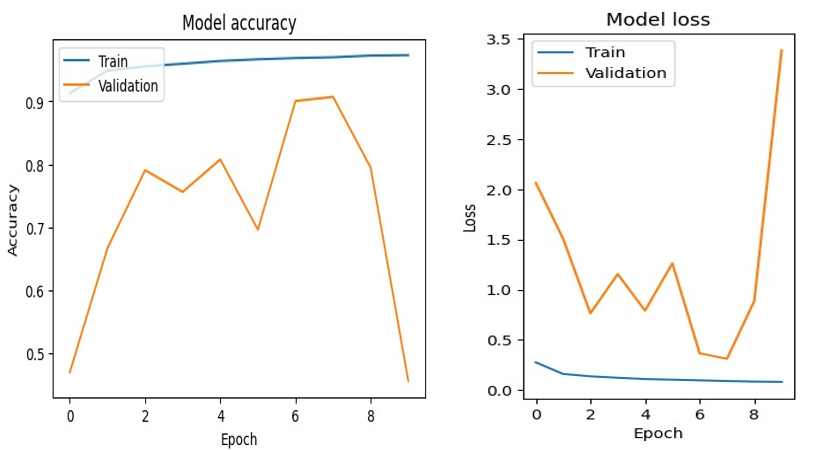 Model accuracy
Train
Validation
0.9
0.8
0.7
0.6
0.5
Accuracy
0 2 4 6 8
Epoch
Model loss
Train
Validation
3.5
3.0
2.5
2.0
1.5
1.0
0.5
0.0
Loss
0 2 4 6 8
Epoch